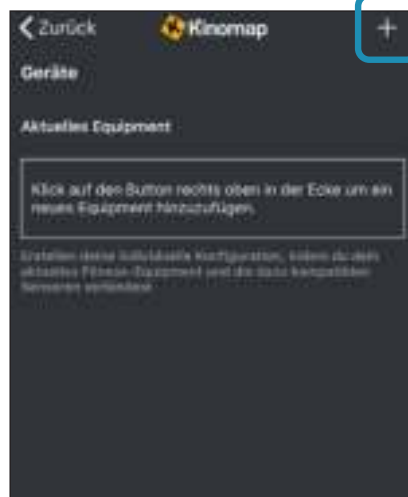 Zurück Kinomap +
Geräte
Aktuelles Equipment
Klick auf den Button rechts oben in der Ecke um ein
neues Equipment hinzuzufügen.
Erstellen deine individuelle Konfiguration, indem du dein
aktuelles Fitness-Equipment und die dazu kompatiblen
Sensoren verbindest